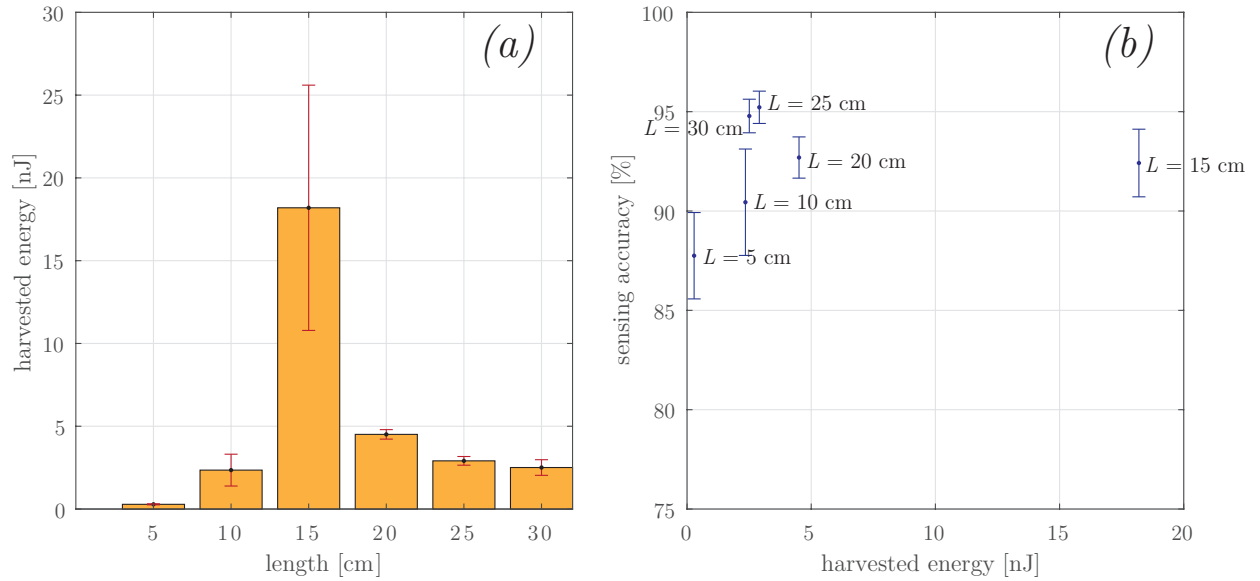 (a)
30
25
20
15
10
5
0
harvested energy [nJ]
5 10 15 20 25 30
length [cm]
(b)
100
95
90
85
80
75
sensing accuracy [%]
L = 25 cm
L = 30 cm
L = 20 cm
L = 15 cm
L = 10 cm
L = 5 cm
0 5 10 15 20
harvested energy [nJ]